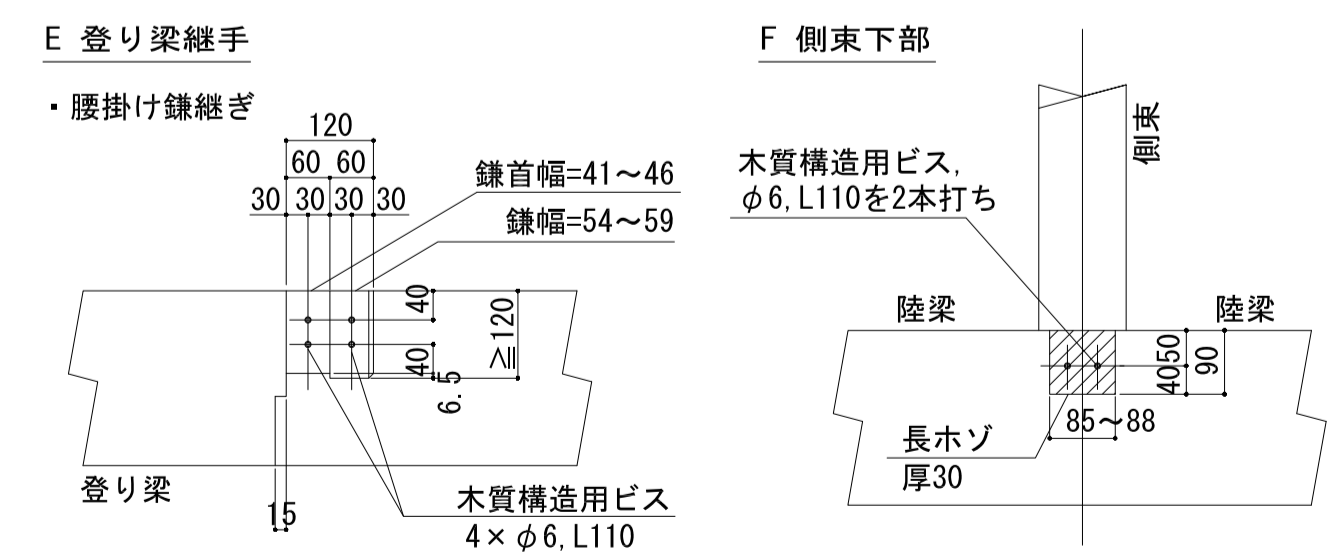 E 登り梁継手
・腰掛け鎌継ぎ
120
60 60
30 30 30 30
鎌首幅=41～46
鎌幅=54～59
40
40
≧120
6.5
登り梁
15
木質構造用ビス
4×φ6,L110
F 側束下部
側束
木質構造用ビス,
φ6,L110を2本打ち
陸梁
陸梁
50
40
90
85～88
長ホゾ
厚30